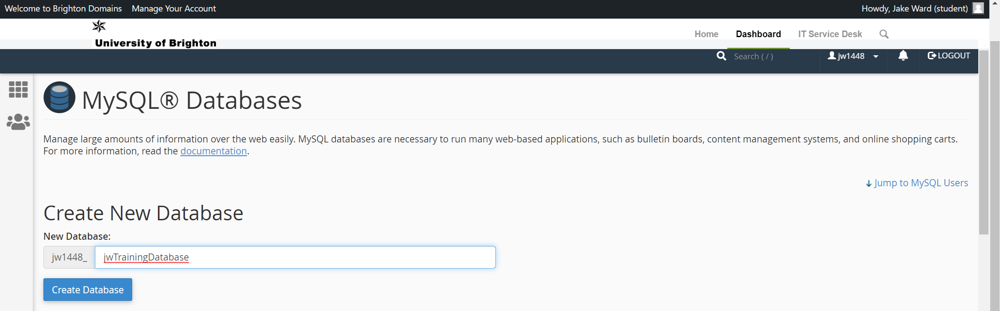 Welcome to Brighton Domains Manage Your Account Howdy, Jake Ward (student)
University of Brighton
Home Dashboard IT Service Desk
Search ( / ) jw1448 LOGOUT
MySQL® Databases
Manage large amounts of information over the web easily. MySQL databases are necessary to run many web-based applications, such as bulletin boards, content management systems, and online shopping carts.
For more information, read the documentation.
Jump to MySQL Users
Create New Database
New Database:
jw1448_ jwTrainingDatabase
Create Database